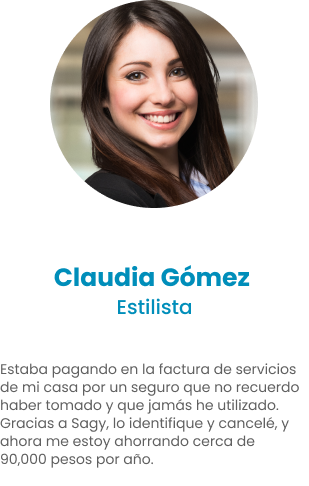 Claudia Gómez
Estilista
Estaba pagando en la factura de servicios
de mi casa por un seguro que no recuerdo
haber tomado y que jamás he utilizado.
Gracias a Sagy, lo identifique y cancelé, y
ahora me estoy ahorrando cerca de
90,000 pesos por año.